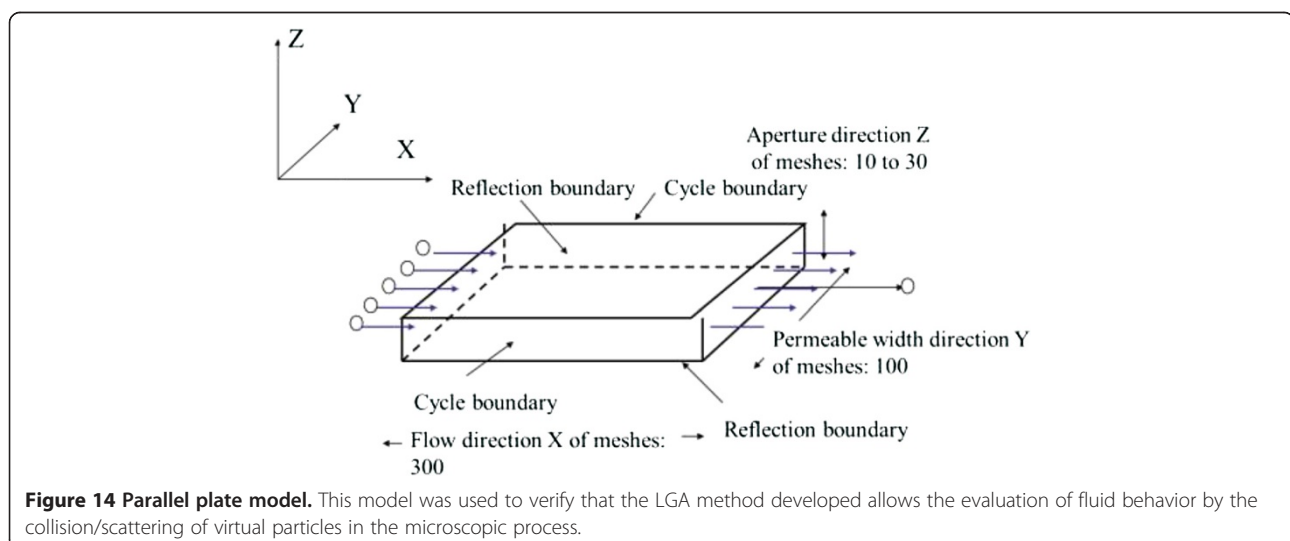 Z
Y
X
Aperture direction Z
of meshes: 10 to 30
Reflection boundary
Cycle boundary
Permeable width direction Y
of meshes: 100
Cycle boundary
Reflection boundary
Flow direction X of meshes:
300
Figure 14 Parallel plate model. This model was used to verify that the LGA method developed allows the evaluation of fluid behavior by the
collision/scattering of virtual particles in the microscopic process.